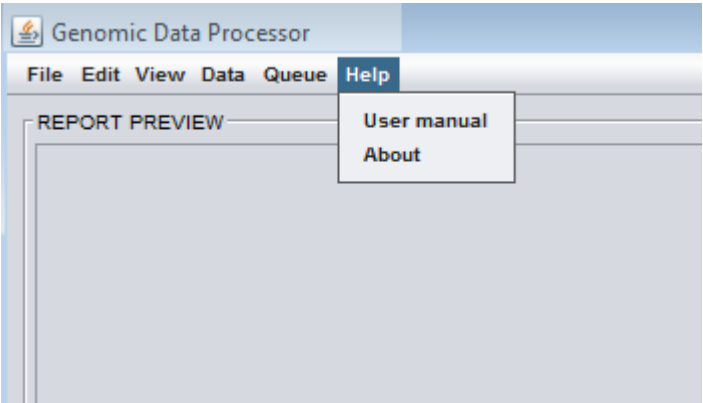 Genomic Data Processor
File Edit View Data Queue Help
REPORT PREVIEW
User manual
About